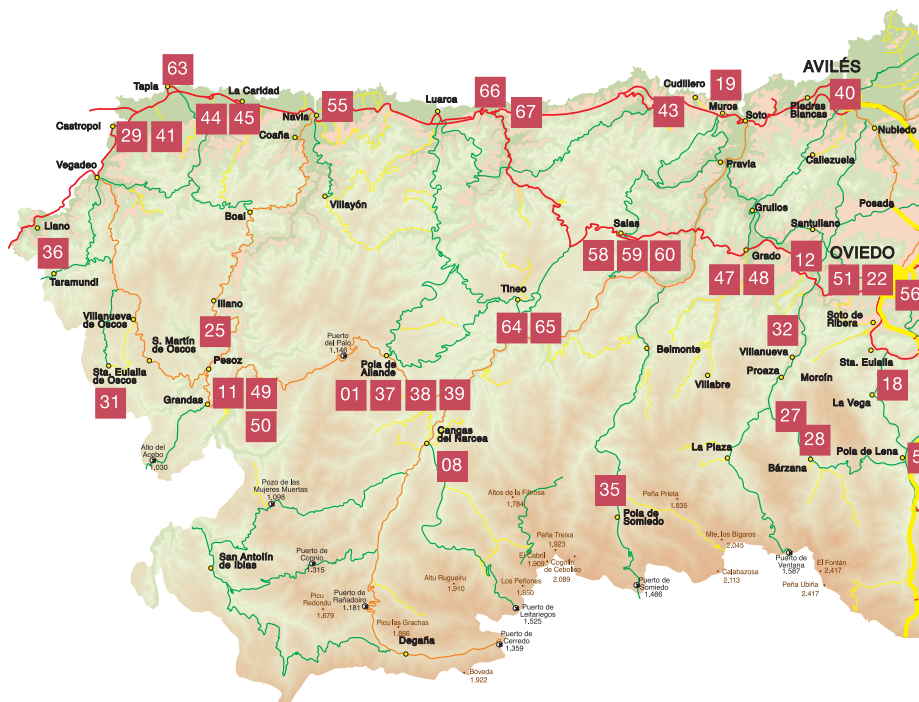 63
Tapia
La Caridad
44
45
Castropol
29
41
Navia
Coaña
55
Luarca
66
67
Cudillero
19
Muros
43
Soto
AVILÉS
40
Piedras
Blancas
Nubledo
Vegadeo
Callezuela
Pravia
Villayón
Boal
Grullos
Posada
Llano
36
Taramundi
Salas
58
59
60
Santullano
OVIEDO
12
Grado
47
48
51
22
56
Illano
Tineo
64
65
Villanueva
de Oscos
25
S. Martín
de Oscos
Pesoz
Puerto
del Palo
1.146
Pola de
Allande
Soto de
Ribera
32
Belmonte
Villanueva
Sta. Eulalia
Proaza
Morcín
Villabre
Sta. Eulalia
de Oscos
31
Grandas
11
49
50
01
37
38
39
18
La Vega
27
28
Cangas
del Narcea
08
Alto del
Acebo
1.030
La Plaza
Bárzana
Pola de Lena
5
Pozo de las
Mujeres Muertas
1.098
Altos de la Filtrosa
1.784
35
Pola de
Somiedo
Peña Prieta
1.835
Peña Treixa
1.923
Mte. los Bígaros
2.045
El Cabril
1.909
Cogollo
de Cebolleo
2.089
San Antolín
de Ibias
Puerto de
Connio
1.315
Puerto de
Ventana
1.587
El Fontán
2.417
Calabazosa
2.113
Peña Ubiña
2.417
Altu Rugueiru
1.910
Los Peñones
1.850
Puerto de
Somiedo
1.486
Picu
Redondu
1.679
Puerto de
Rañadoiro
1.181
Puerto de
Leitariegos
1.525
Picu las Grachas
1.866
Degaña
Puerto de
Cerredo
1.359
Bóveda
1.922